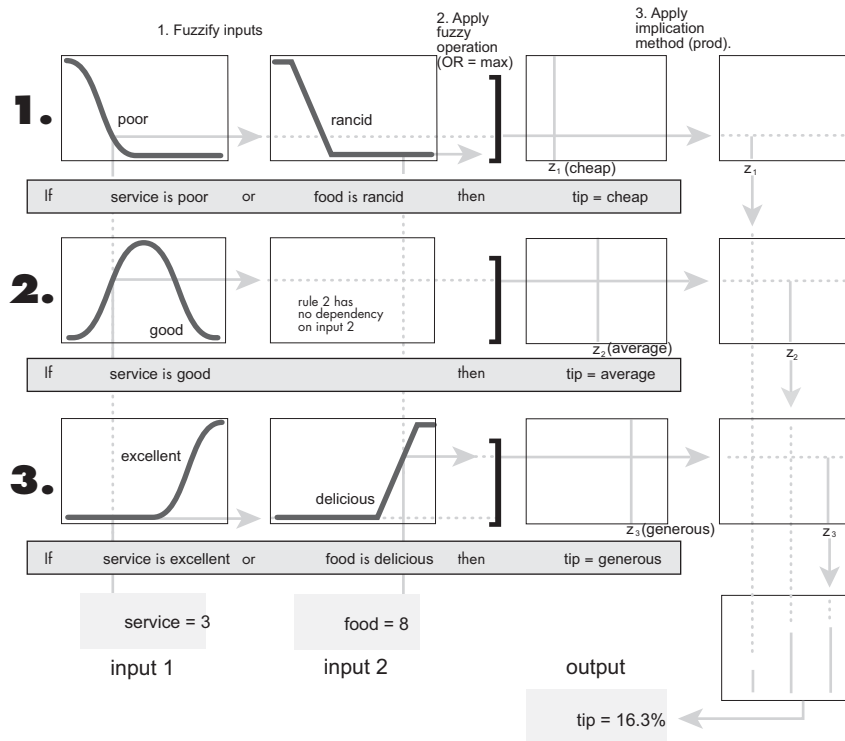 1. Fuzzify inputs
2. Apply
fuzzy
operation
(OR = max)
3. Apply
implication
method (prod).
1.
poor
rancid
z1 (cheap)
z1
If service is poor or food is rancid then tip = cheap
2.
good
rule 2 has
no dependency
on input 2
z2 (average)
z2
If service is good then tip = average
3.
excellent
delicious
z3 (generous)
z3
If service is excellent or food is delicious then tip = generous
service = 3
food = 8
input 1
input 2
output
tip = 16.3%